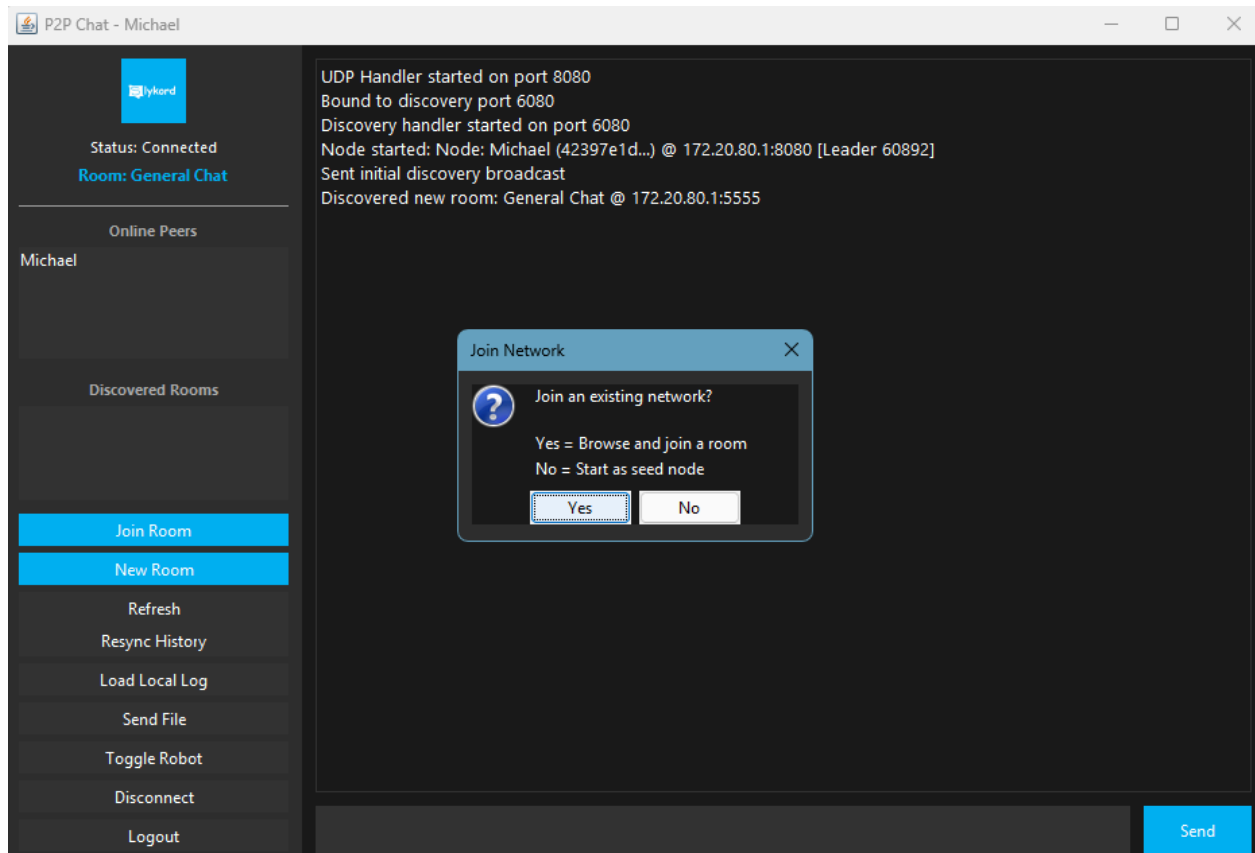 P2P Chat - Michael
lykord
Status: Connected
Room: General Chat
Online Peers
Michael
Discovered Rooms
Join Room
New Room
Refresh
Resync History
Load Local Log
Send File
Toggle Robot
Disconnect
Logout
UDP Handler started on port 8080
Bound to discovery port 6080
Discovery handler started on port 6080
Node started: Node: Michael (42397e1d...) @ 172.20.80.1:8080 [Leader 60892]
Sent initial discovery broadcast
Discovered new room: General Chat @ 172.20.80.1:5555
Join Network
Join an existing network?
Yes = Browse and join a room
No = Start as seed node
Yes
No
Send